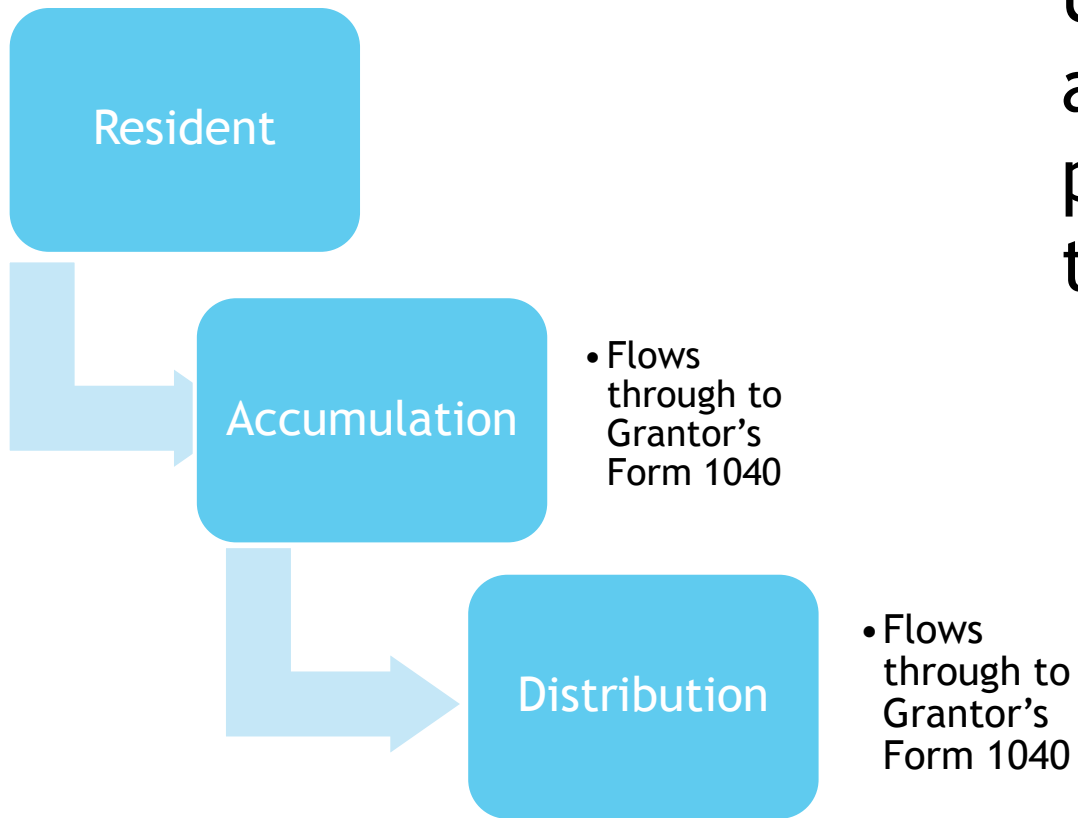 Resident
Accumulation
• Flows
through to
Grantor's
Form 1040
Distribution
• Flows
through to
Grantor's
Form 1040